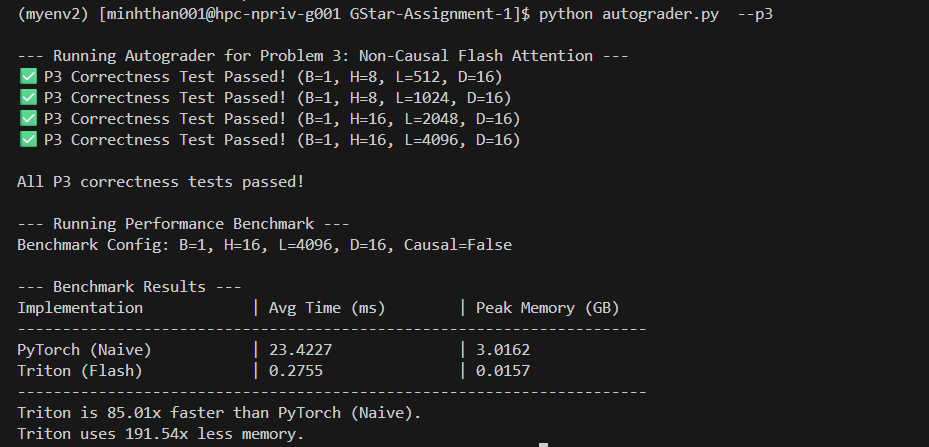 (myenv2) [minhthan001@hpc-npriv-g001 GStar-Assignment-1]$ python autograder.py  --p3
--- Running Autograder for Problem 3: Non-Causal Flash Attention ---
✅ P3 Correctness Test Passed! (B=1, H=8, L=512, D=16)
✅ P3 Correctness Test Passed! (B=1, H=8, L=1024, D=16)
✅ P3 Correctness Test Passed! (B=1, H=16, L=2048, D=16)
✅ P3 Correctness Test Passed! (B=1, H=16, L=4096, D=16)
All P3 correctness tests passed!
--- Running Performance Benchmark ---
Benchmark Config: B=1, H=16, L=4096, D=16, Causal=False
--- Benchmark Results ---
Implementation            | Avg Time (ms)        | Peak Memory (GB)
---------------------------------------------------------------------------
PyTorch (Naive)           | 23.4227              | 3.0162
Triton (Flash)            | 0.2755               | 0.0157
---------------------------------------------------------------------------
Triton is 85.01x faster than PyTorch (Naive).
Triton uses 191.54x less memory.